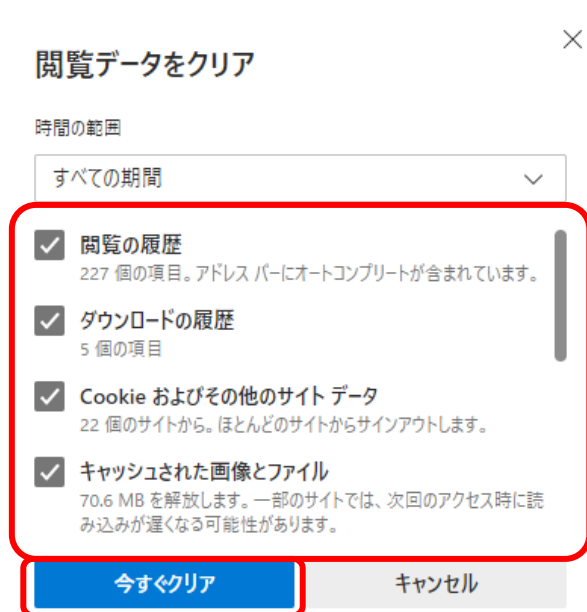 閲覧データをクリア
時間の範囲
すべての期間
閲覧の履歴
227 個の項目。アドレス バーにオートコンプリートが含まれています。
ダウンロードの履歴
5 個の項目
Cookie およびその他のサイト データ
22 個のサイトから。ほとんどのサイトからサインアウトします。
キャッシュされた画像とファイル
70.6 MB を解放します。一部のサイトでは、次回のアクセス時に読
み込みが遅くなる可能性があります。
今すぐクリア
キャンセル